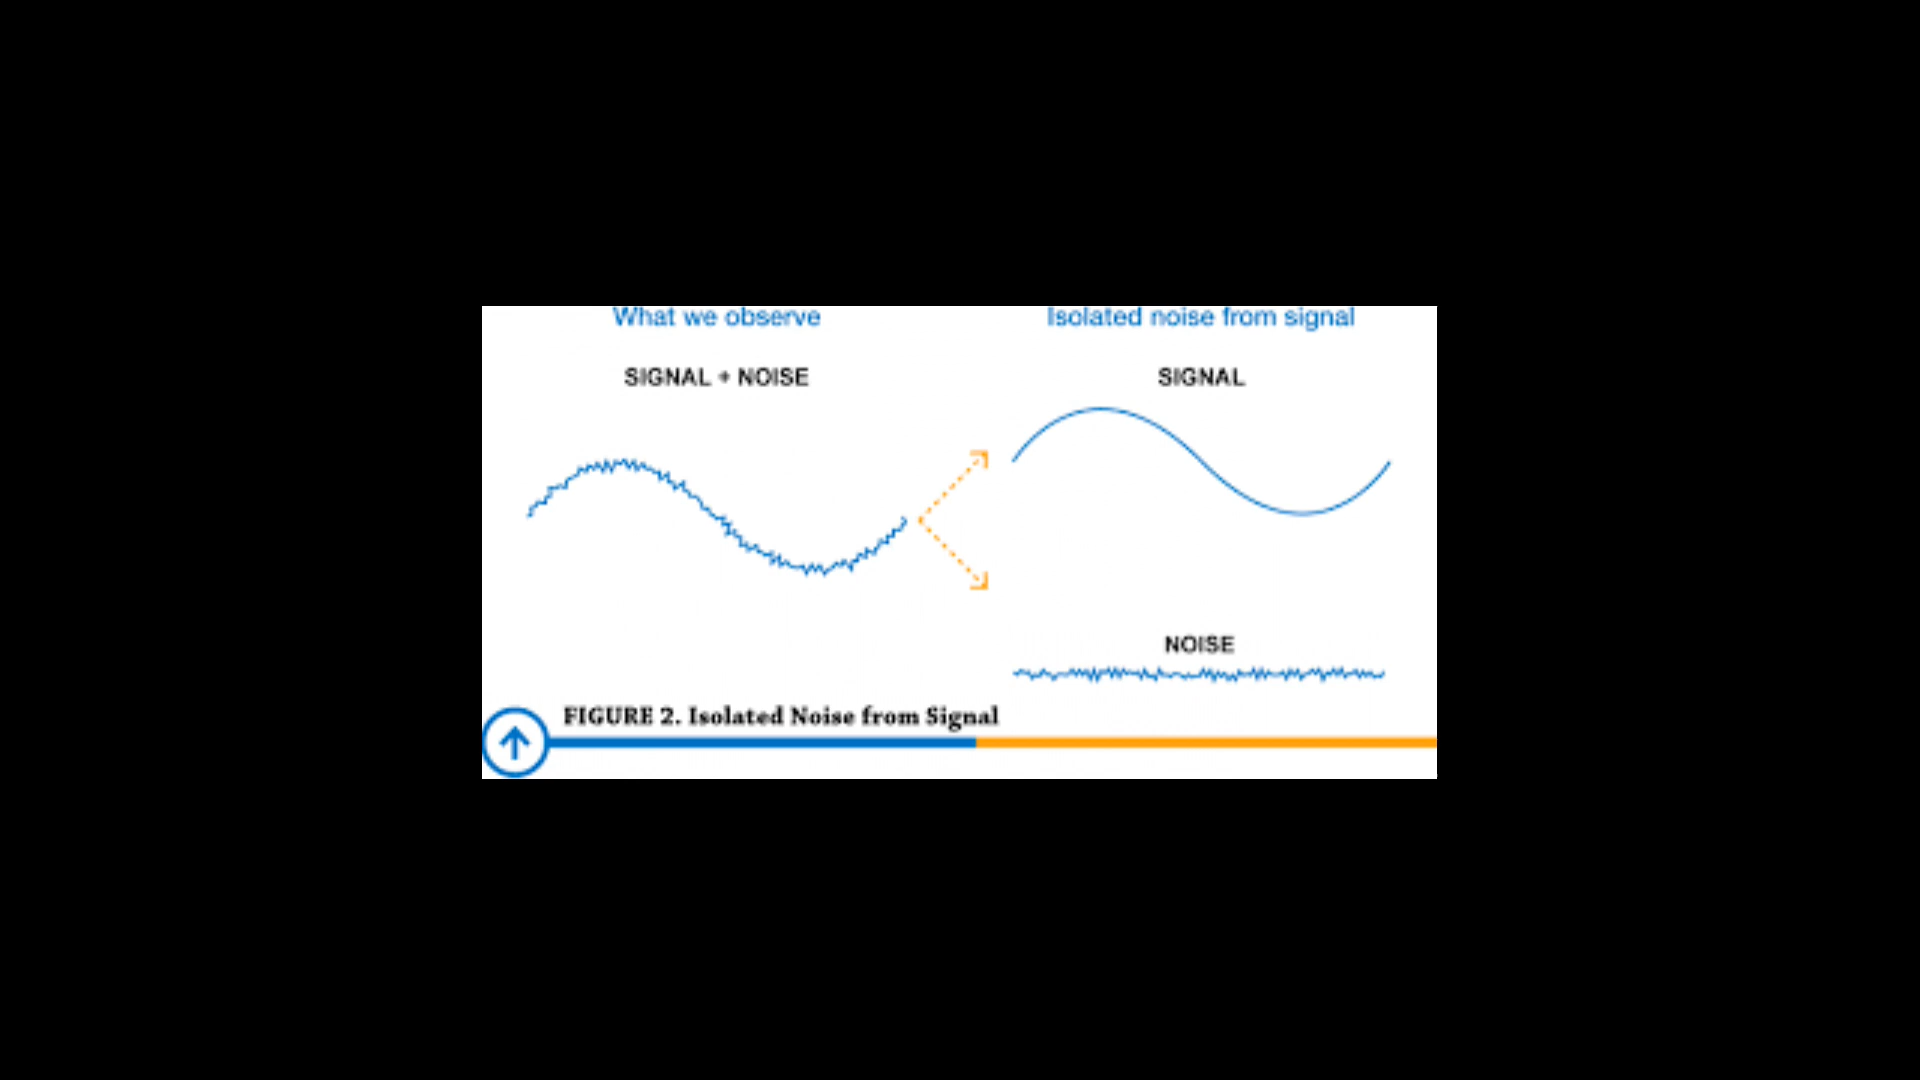 What we observe
Isolated noise from signal
SIGNAL + NOISE
SIGNAL
NOISE
FIGURE 2. Isolated Noise from Signal